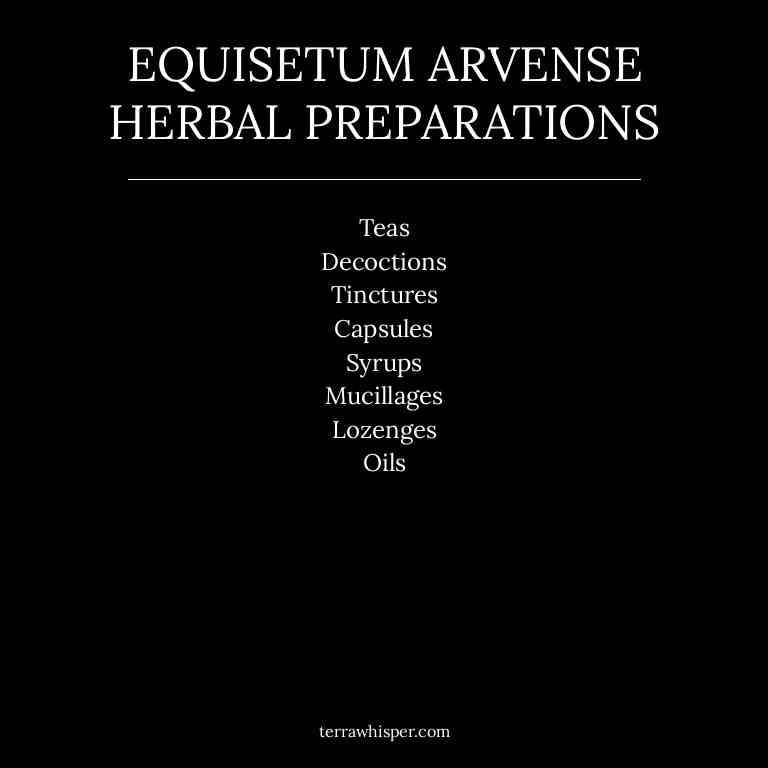 EQUISETUM ARVENSE
HERBAL PREPARATIONS
Teas
Decoctions
Tinctures
Capsules
Syrups
Mucillages
Lozenges
Oils
terrawhisper.com